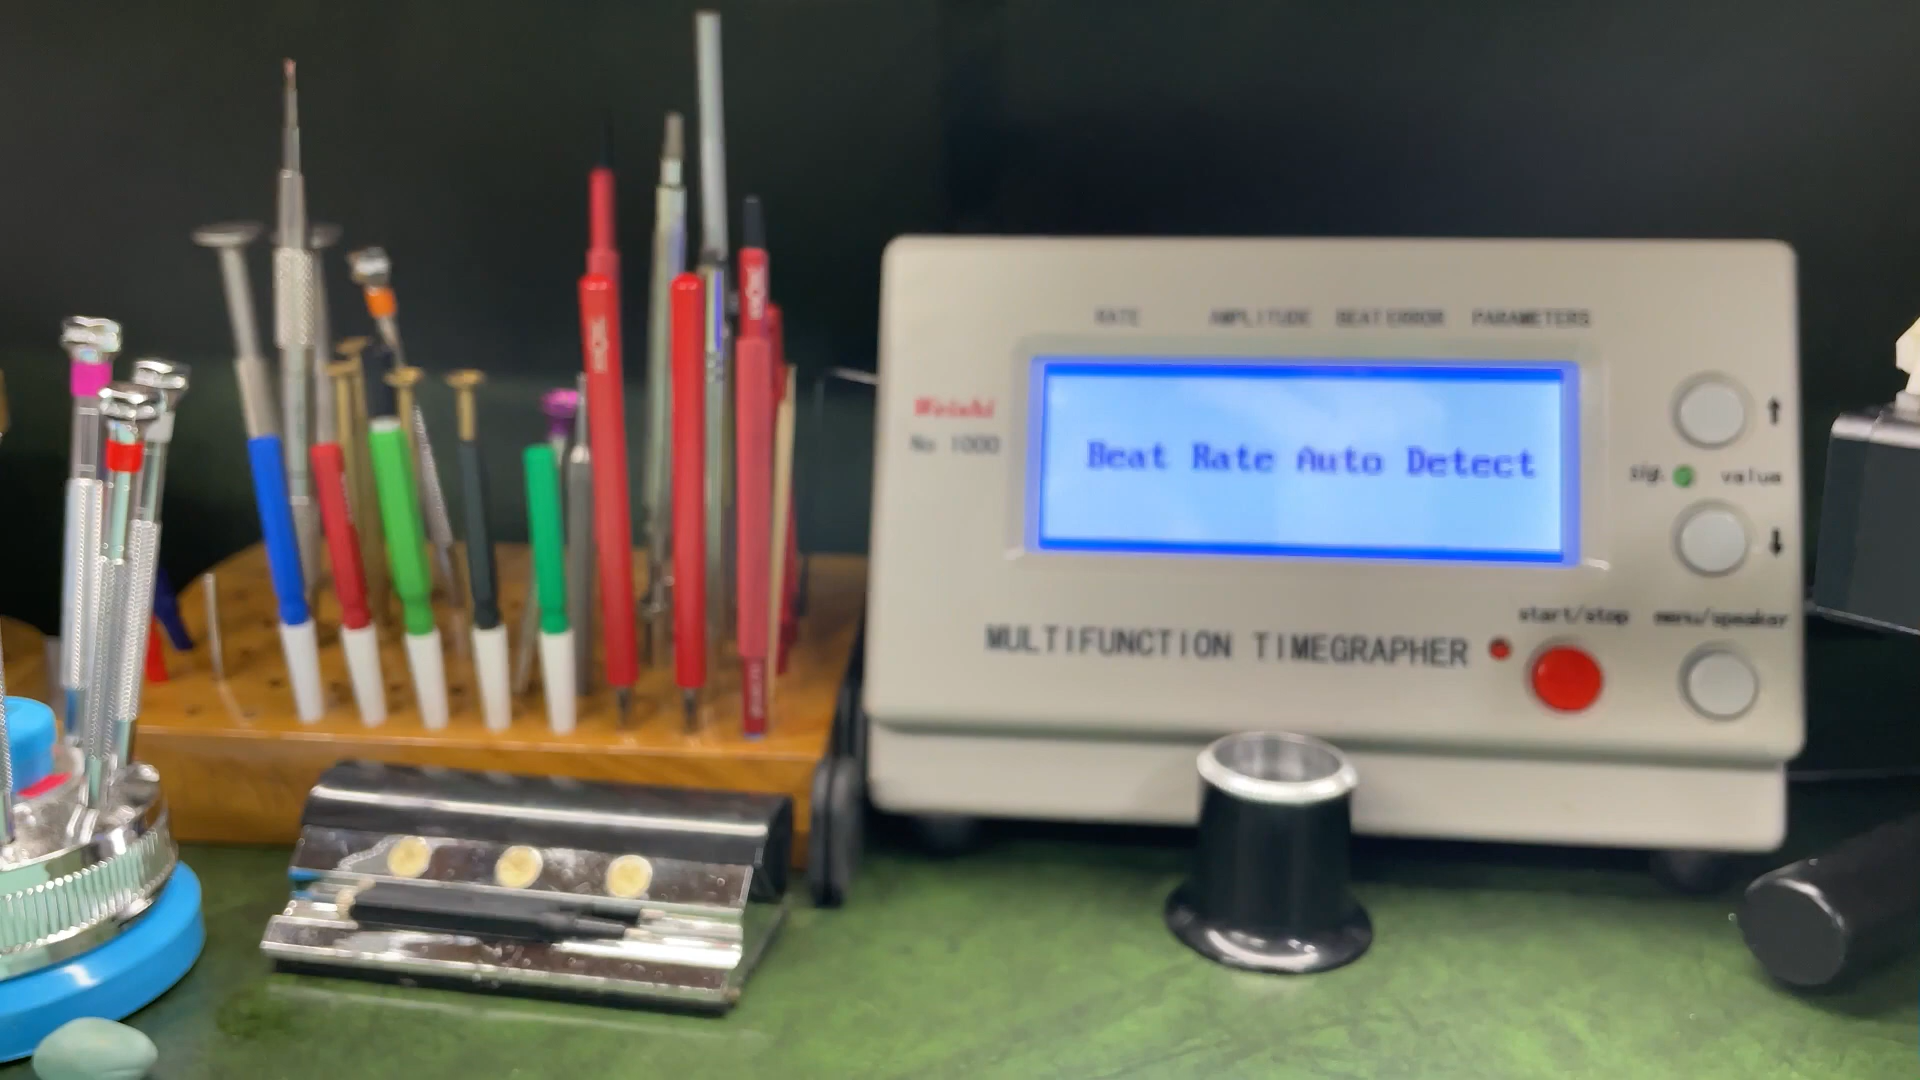 RATE AMPLITUDE BEAT ERROR PARAMETERS
Weishi
No 1000
Beat Rate Auto Detect
sig. value
start/stop menu/speaker
MULTIFUNCTION TIMEGRAPHER